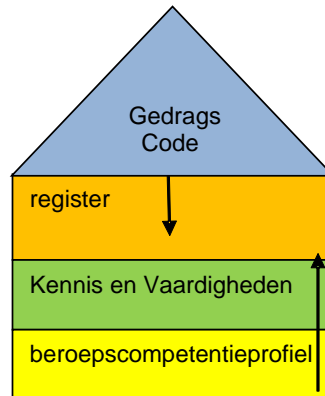 Gedrags
Code
register
Kennis en Vaardigheden
beroepscompetentieprofiel